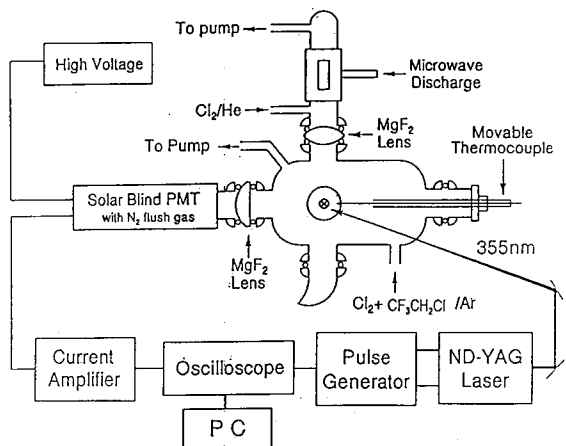 To pump
High Voltage
Microwave
Discharge
Cl2/He
MgF2
Lens
To Pump
Movable
Thermocouple
Solar Blind PMT
with N2 flush gas
355nm
MgF2
Lens
Cl2+ CF3CH2Cl /Ar
Current
Amplifier
Oscilloscope
Pulse
Generator
ND-YAG
Laser
P C